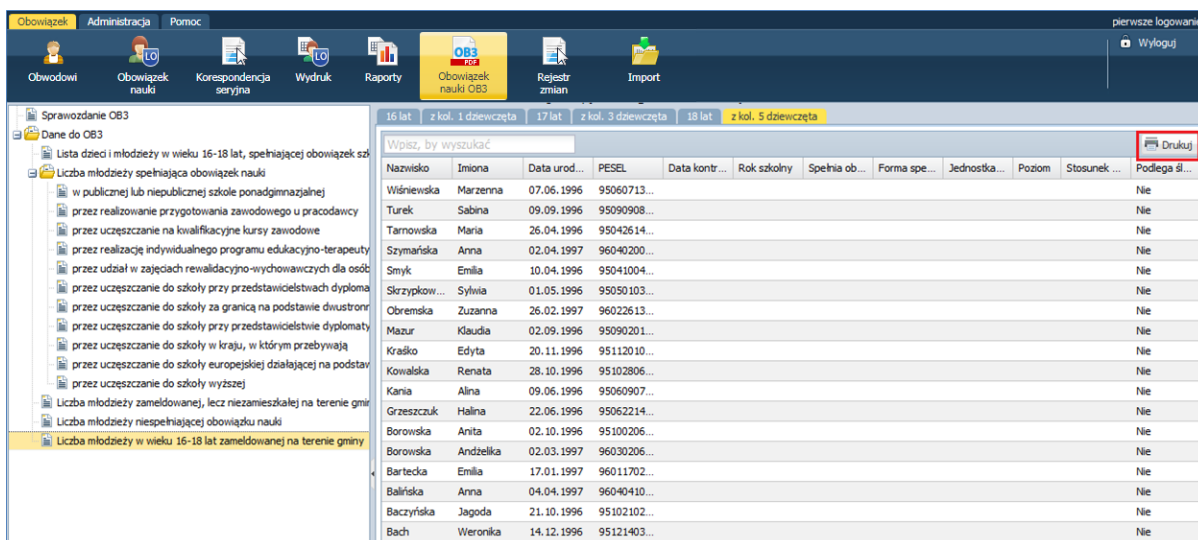 Obowiązek Administracja Pomoc pierwsze logowanie
Wyloguj
Obwodowi Obowiązek nauki Korespondencja seryjna Wydruk Raporty OB3 PDF Obowiązek nauki OB3 Rejestr zmian Import
LO LO
Sprawozdanie OB3
Dane do OB3
Lista dzieci i młodzieży w wieku 16-18 lat, spełniającej obowiązek szk
Liczba młodzieży spełniająca obowiązek nauki
w publicznej lub niepublicznej szkole ponadgimnazjalnej
przez realizowanie przygotowania zawodowego u pracodawcy
przez uczęszczanie na kwalifikacyjne kursy zawodowe
przez realizację indywidualnego programu edukacyjno-terapeuty
przez udział w zajęciach rewalidacyjno-wychowawczych dla osób
przez uczęszczanie do szkoły przy przedstawicielstwach dyploma
przez uczęszczanie do szkoły za granicą na podstawie dwustronn
przez uczęszczanie do szkoły przy przedstawicielstwie dyplomaty
przez uczęszczanie do szkoły w kraju, w którym przebywają
przez uczęszczanie do szkoły europejskiej działającej na podstaw
przez uczęszczanie do szkoły wyższej
Liczba młodzieży zameldowanej, lecz niezamieszkałej na terenie gmin
Liczba młodzieży niespełniającej obowiązku nauki
Liczba młodzieży w wieku 16-18 lat zameldowanej na terenie gminy
16 lat z kol. 1 dziewczęta 17 lat z kol. 3 dziewczęta 18 lat z kol. 5 dziewczęta
Wpisz, by wyszukać Drukuj
Nazwisko Imiona Data urod... PESEL Data kontr... Rok szkolny Spełnia ob... Forma spe... Jednostka... Poziom Stosunek ... Podlega śl...
Wiśniewska Marzenna 07.06.1996 95060713... Nie
Turek Sabina 09.09.1996 95090908... Nie
Tarnowska Maria 26.04.1996 95042614... Nie
Szymańska Anna 02.04.1997 96040200... Nie
Smyk Emilia 10.04.1996 95041004... Nie
Skrzypkow... Sylwia 01.05.1996 95050103... Nie
Obremska Zuzanna 26.02.1997 96022613... Nie
Mazur Klaudia 02.09.1996 95090201... Nie
Kraśko Edyta 20.11.1996 95112010... Nie
Kowalska Renata 28.10.1996 95102806... Nie
Kania Alina 09.06.1996 95060907... Nie
Grzeszczuk Halina 22.06.1996 95062214... Nie
Borowska Anita 02.10.1996 95100206... Nie
Borowska Andżelika 02.03.1997 96030206... Nie
Bartecka Emilia 17.01.1997 96011702... Nie
Balińska Anna 04.04.1997 96040410... Nie
Baczyńska Jagoda 21.10.1996 95102102... Nie
Bach Weronika 14.12.1996 95121403... Nie